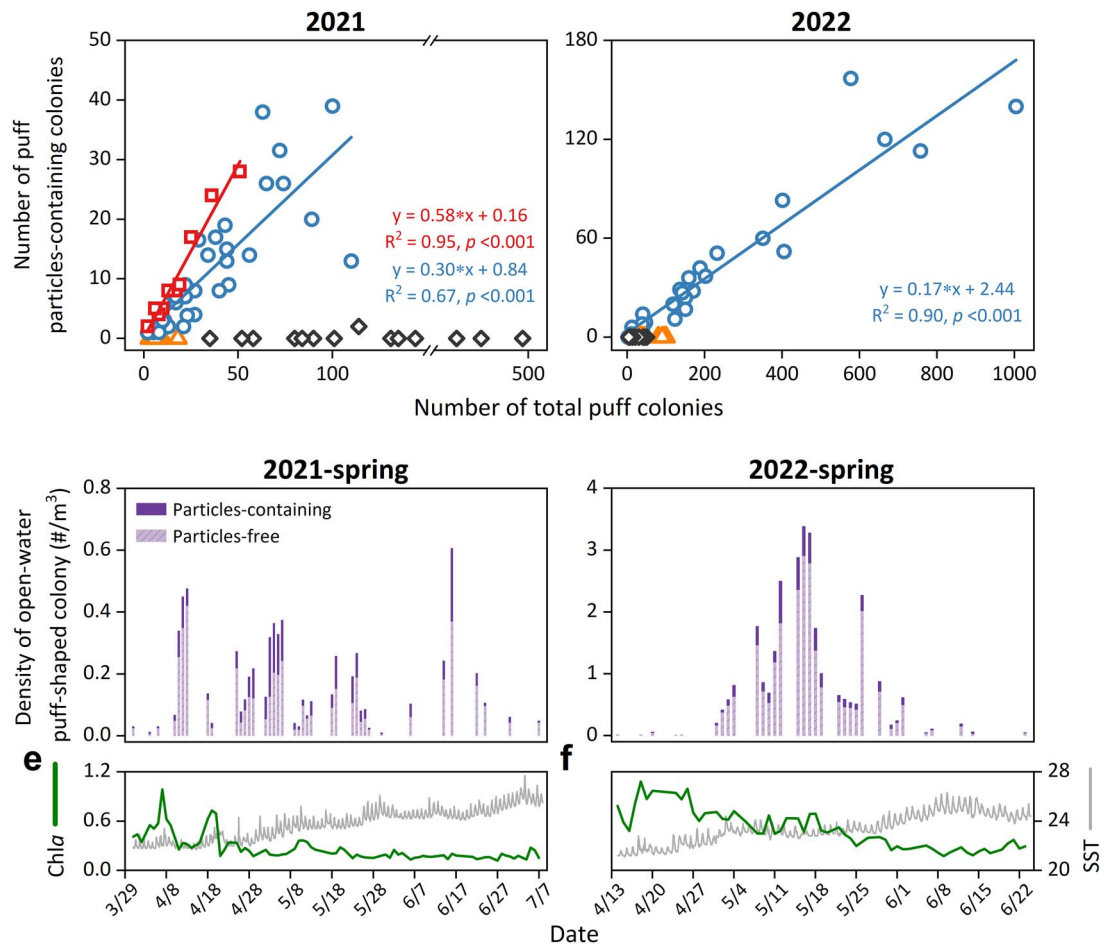 2021
2022
Number of puff
particles-containing colonies
50
40
30
20
10
0
180
120
60
0
y = 0.58*x + 0.16
R² = 0.95, p <0.001
y = 0.30*x + 0.84
R² = 0.67, p <0.001
y = 0.17*x + 2.44
R² = 0.90, p <0.001
0 50 100 500
0 200 400 600 800 1000
Number of total puff colonies
2021-spring
2022-spring
Density of open-water
puff-shaped colony (#/m³)
0.8
0.6
0.4
0.2
0.0
Particles-containing
Particles-free
4
3
2
1
0
e
f
Chla
1.2
0.6
0.0
28
24
20
SST
3/29 4/8 4/18 4/28 5/8 5/18 5/28 6/7 6/17 6/27 7/7
4/13 4/20 4/27 5/4 5/11 5/18 5/25 6/1 6/8 6/15 6/22
Date